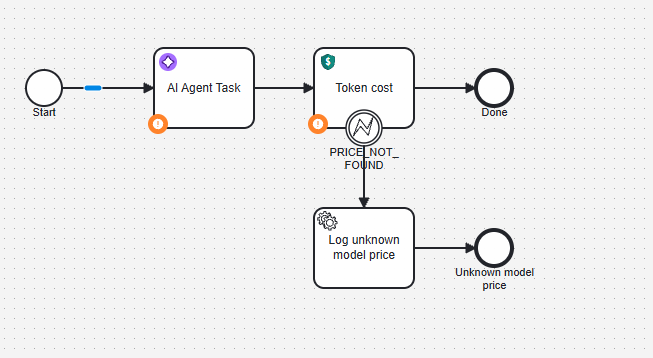 AI Agent Task
$
Token cost
Start
Done
PRICE_NOT_
FOUND
Log unknown
model price
Unknown model
price